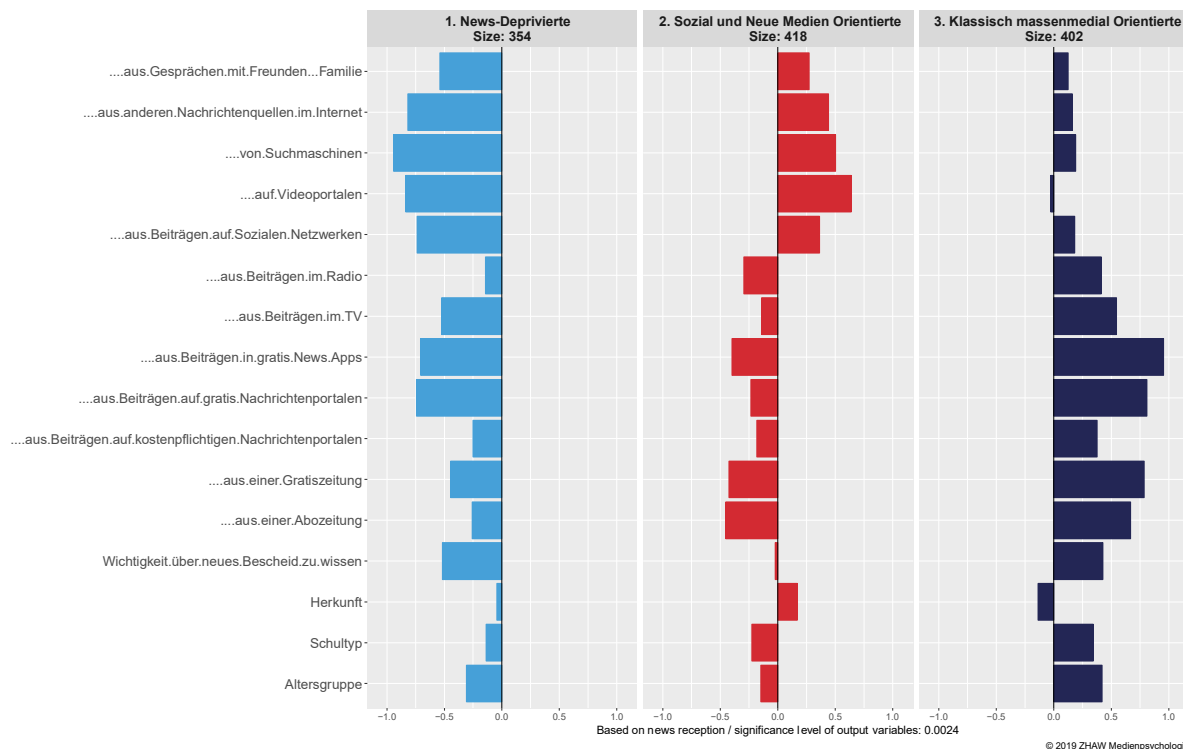 1. News-Deprivierte
Size: 354
2. Sozial und Neue Medien Orientierte
Size: 418
3. Klassisch massenmedial Orientierte
Size: 402
....aus.Gesprächen.mit.Freunden...Familie
....aus.anderen.Nachrichtenquellen.im.Internet
....von.Suchmaschinen
....auf.Videoportalen
....aus.Beiträgen.auf.Sozialen.Netzwerken
....aus.Beiträgen.im.Radio
....aus.Beiträgen.im.TV
....aus.Beiträgen.in.gratis.News.Apps
....aus.Beiträgen.auf.gratis.Nachrichtenportalen
....aus.Beiträgen.auf.kostenpflichtigen.Nachrichtenportalen
....aus.einer.Gratiszeitung
....aus.einer.Abozeitung
Wichtigkeit.über.neues.Bescheid.zu.wissen
Herkunft
Schultyp
Altersgruppe
−1.0 −0.5 0.0 0.5 1.0 −1.0 −0.5 0.0 0.5 1.0 −1.0 −0.5 0.0 0.5 1.0
Based on news reception / significance level of output variables: 0.0024
© 2019 ZHAW Medienpsycholog